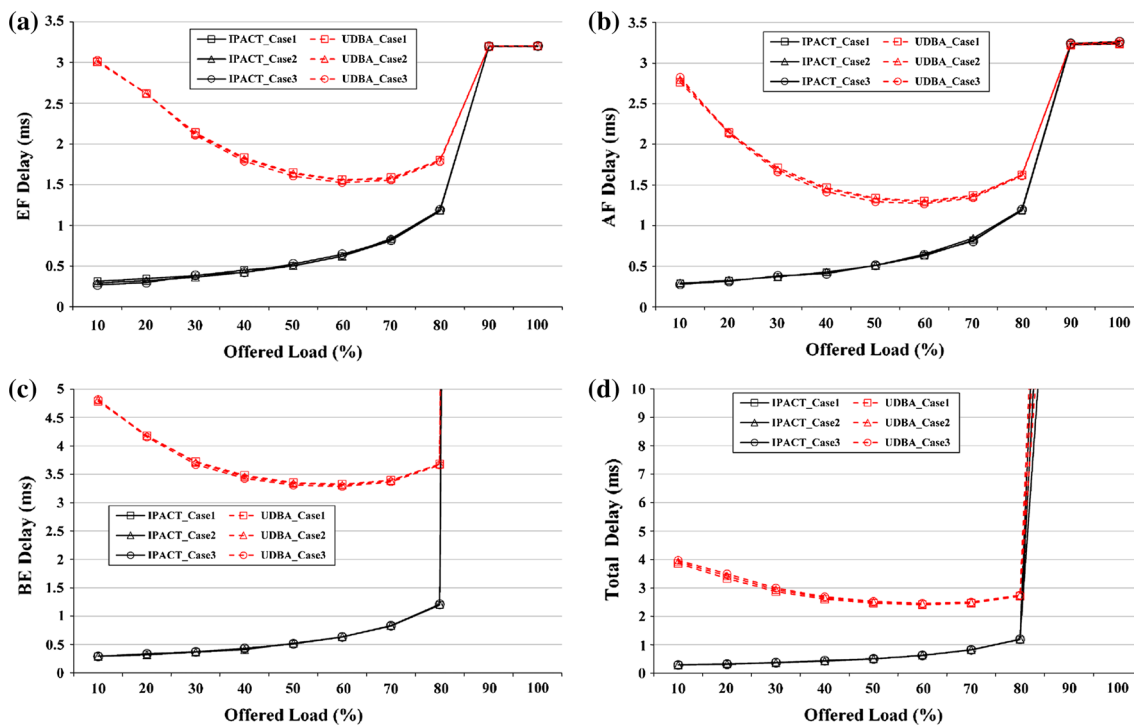 (a)
EF Delay (ms)
3.5
3
2.5
2
1.5
1
0.5
0
IPACT_Case1 UDBA_Case1
IPACT_Case2 UDBA_Case2
IPACT_Case3 UDBA_Case3
10 20 30 40 50 60 70 80 90 100
Offered Load (%)
(b)
AF Delay (ms)
3.5
3
2.5
2
1.5
1
0.5
0
IPACT_Case1 UDBA_Case1
IPACT_Case2 UDBA_Case2
IPACT_Case3 UDBA_Case3
10 20 30 40 50 60 70 80 90 100
Offered Load (%)
(c)
BE Delay (ms)
5
4.5
4
3.5
3
2.5
2
1.5
1
0.5
0
IPACT_Case1 UDBA_Case1
IPACT_Case2 UDBA_Case2
IPACT_Case3 UDBA_Case3
10 20 30 40 50 60 70 80 90 100
Offered Load (%)
(d)
Total Delay (ms)
10
9
8
7
6
5
4
3
2
1
0
IPACT_Case1 UDBA_Case1
IPACT_Case2 UDBA_Case2
IPACT_Case3 UDBA_Case3
10 20 30 40 50 60 70 80 90 100
Offered Load (%)